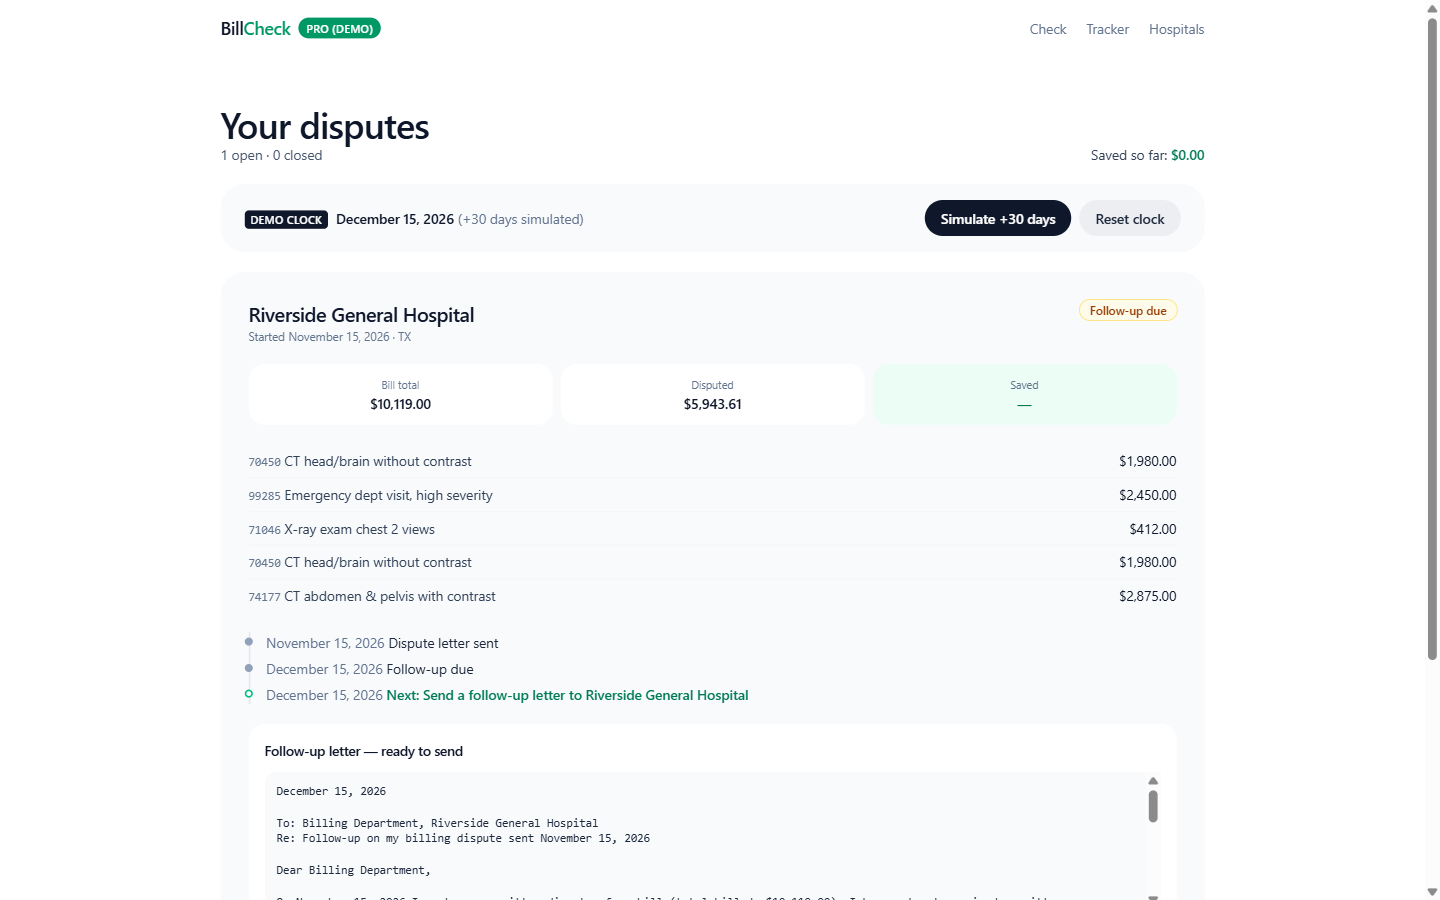 BillCheck PRO (DEMO) Check Tracker Hospitals
Your disputes
1 open · 0 closed Saved so far: $0.00
DEMO CLOCK December 15, 2026 (+30 days simulated) Simulate +30 days Reset clock
Riverside General Hospital Follow-up due
Started November 15, 2026 · TX
Bill total Disputed Saved
$10,119.00 $5,943.61 —
70450 CT head/brain without contrast $1,980.00
99285 Emergency dept visit, high severity $2,450.00
71046 X-ray exam chest 2 views $412.00
70450 CT head/brain without contrast $1,980.00
74177 CT abdomen & pelvis with contrast $2,875.00
November 15, 2026 Dispute letter sent
December 15, 2026 Follow-up due
December 15, 2026 Next: Send a follow-up letter to Riverside General Hospital
Follow-up letter — ready to send
December 15, 2026
To: Billing Department, Riverside General Hospital
Re: Follow-up on my billing dispute sent November 15, 2026
Dear Billing Department,